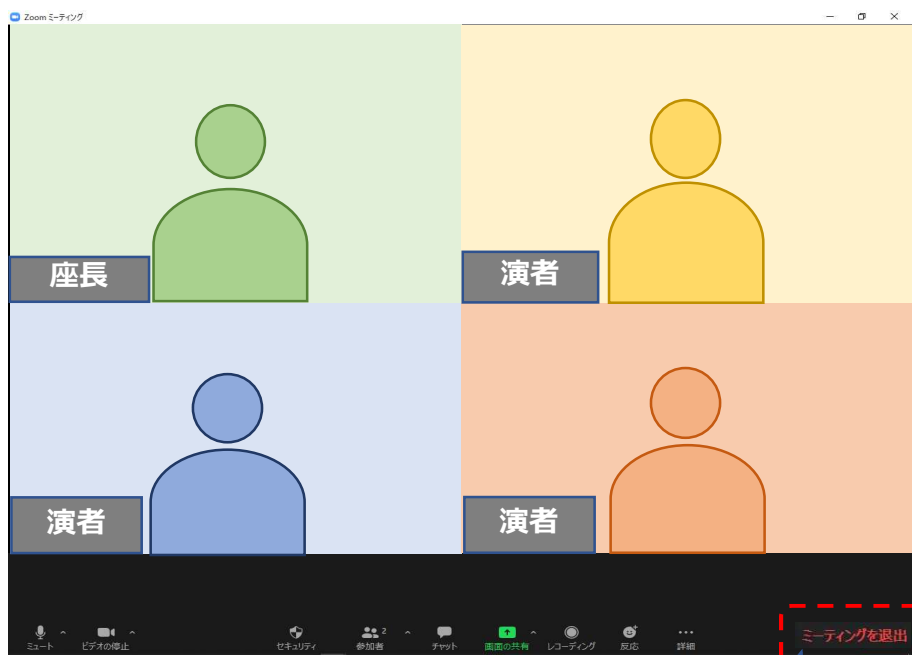 Zoom ミーティング
座長
演者
演者
演者
ミュート
ビデオの停止
セキュリティ
2
参加者
チャット
画面の共有
レコーディング
反応
詳細
ミーティングを退出